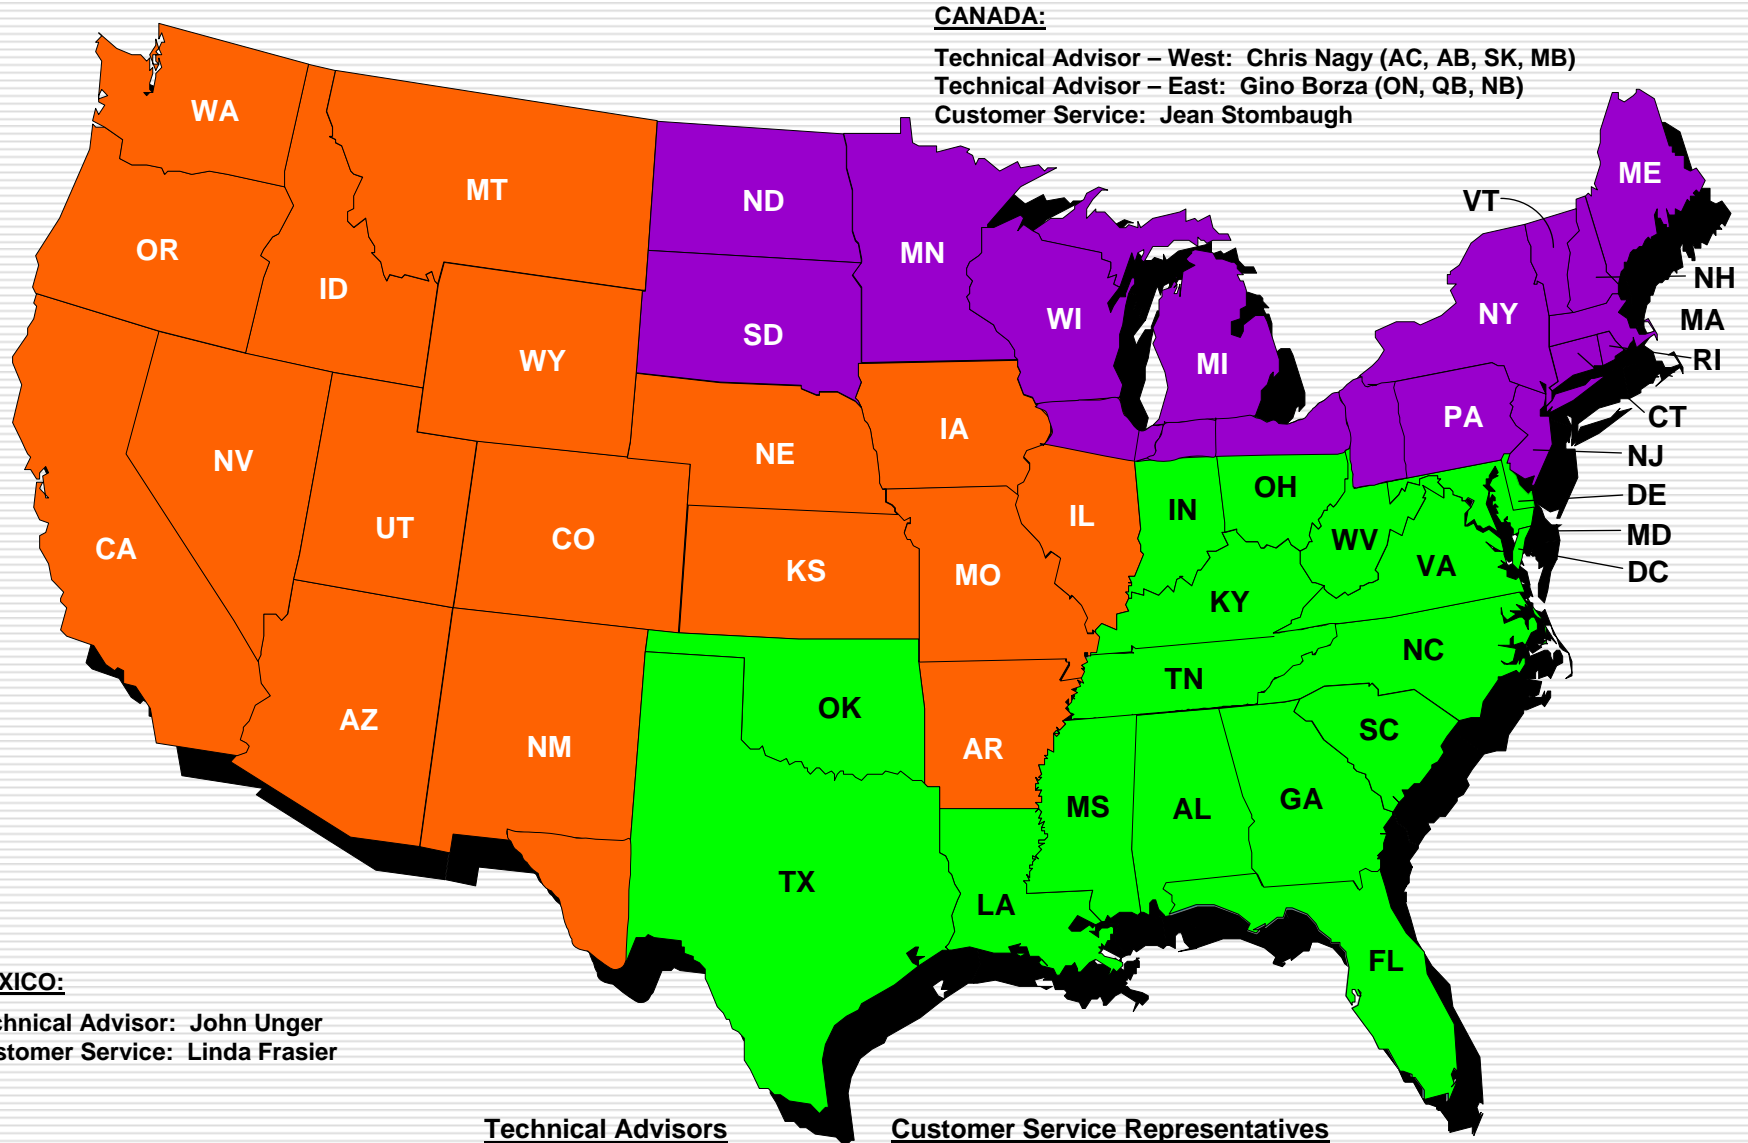 CANADA:
Technical Advisor – West: Chris Nagy (AC, AB, SK, MB)
Technical Advisor – East: Gino Borza (ON, QB, NB)
Customer Service: Jean Stombaugh
WA
MT
ND
MN
ME
VT
OR
ID
NH
SD
WI
NY
MA
WY
MI
RI
IA
PA
CT
NV
NE
NJ
OH
DE
UT
CO
IL
IN
MD
CA
KS
MO
WV
VA
DC
KY
NC
TN
AZ
OK
SC
NM
AR
MS
AL
GA
TX
LA
FL
XICO:
chnical Advisor: John Unger
stomer Service: Linda Frasier
Technical Advisors
Customer Service Representatives